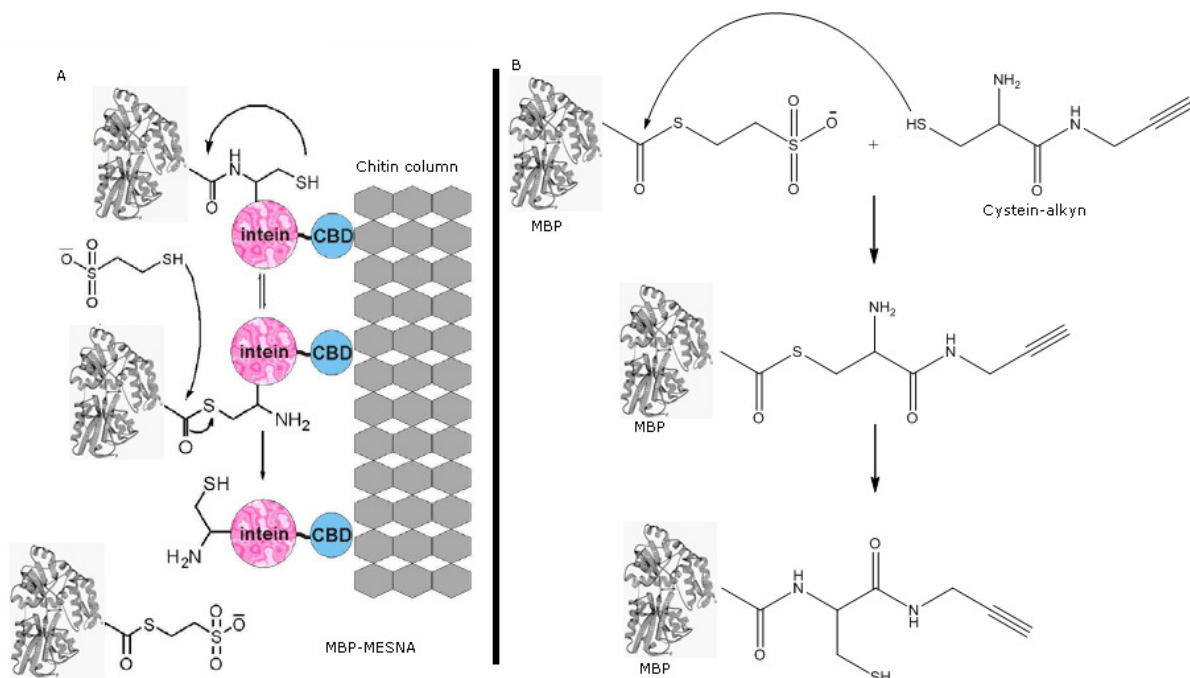 A
H
N
O
SH
Chitin column
intein
CBD
O
O
S
O
SH
intein
CBD
S
O
NH2
SH
intein
CBD
H2N
S
O
O
S
O
O
MBP-MESNA
B
MBP
O
S
O
S
O
O
+
HS
NH2
H
N
O
Cystein-alkyn
MBP
O
S
NH2
H
N
O
MBP
O
H
N
O
N
H
SH